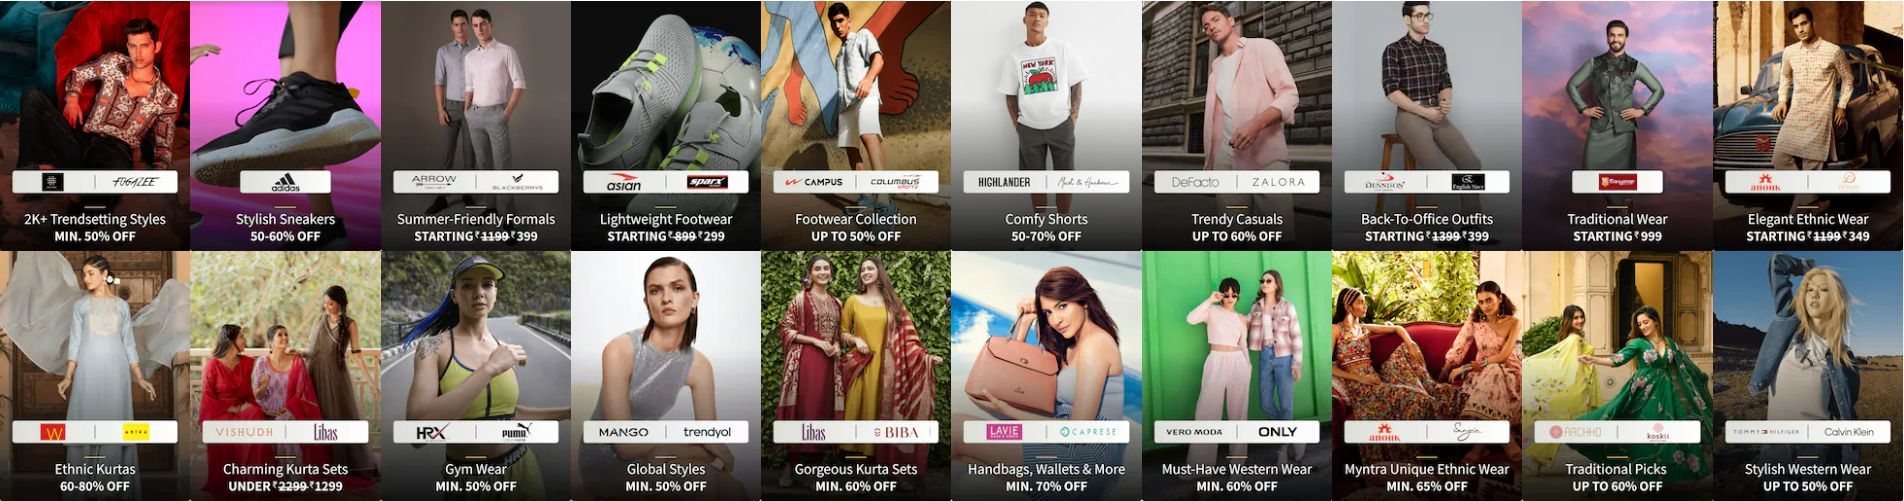 FUGAZEE
2K+ Trendsetting Styles
MIN. 50% OFF
adidas
Stylish Sneakers
50-60% OFF
ARROW
BLACKBERRYS
Summer-Friendly Formals
STARTING ₹1199 ₹399
asian
sparx
Lightweight Footwear
STARTING ₹899 ₹299
CAMPUS
COLUMBUS
SPORTS
Footwear Collection
UP TO 50% OFF
NEW YORK
HIGHLANDER
Mast & Harbour
Comfy Shorts
50-70% OFF
DeFacto
ZALORA
Trendy Casuals
UP TO 60% OFF
DENNISON
English Navy
Back-To-Office Outfits
STARTING ₹1399 ₹399
Manyavar
Traditional Wear
STARTING ₹999
anouk
Elegant Ethnic Wear
STARTING ₹1199 ₹349
W
Ethnic Kurtas
60-80% OFF
VISHUDH
Libas
Charming Kurta Sets
UNDER ₹2299 ₹1299
HRX
PUMA
Gym Wear
MIN. 50% OFF
MANGO
trendyol
Global Styles
MIN. 50% OFF
Libas
BIBA
Gorgeous Kurta Sets
MIN. 60% OFF
LAVIE
CAPRESE
Handbags, Wallets & More
MIN. 70% OFF
VERO MODA
ONLY
Must-Have Western Wear
MIN. 60% OFF
anouk
Sangria
Myntra Unique Ethnic Wear
MIN. 65% OFF
AACHHO
koskii
Traditional Picks
UP TO 60% OFF
TOMMY HILFIGER
Calvin Klein
Stylish Western Wear
UP TO 50% OFF